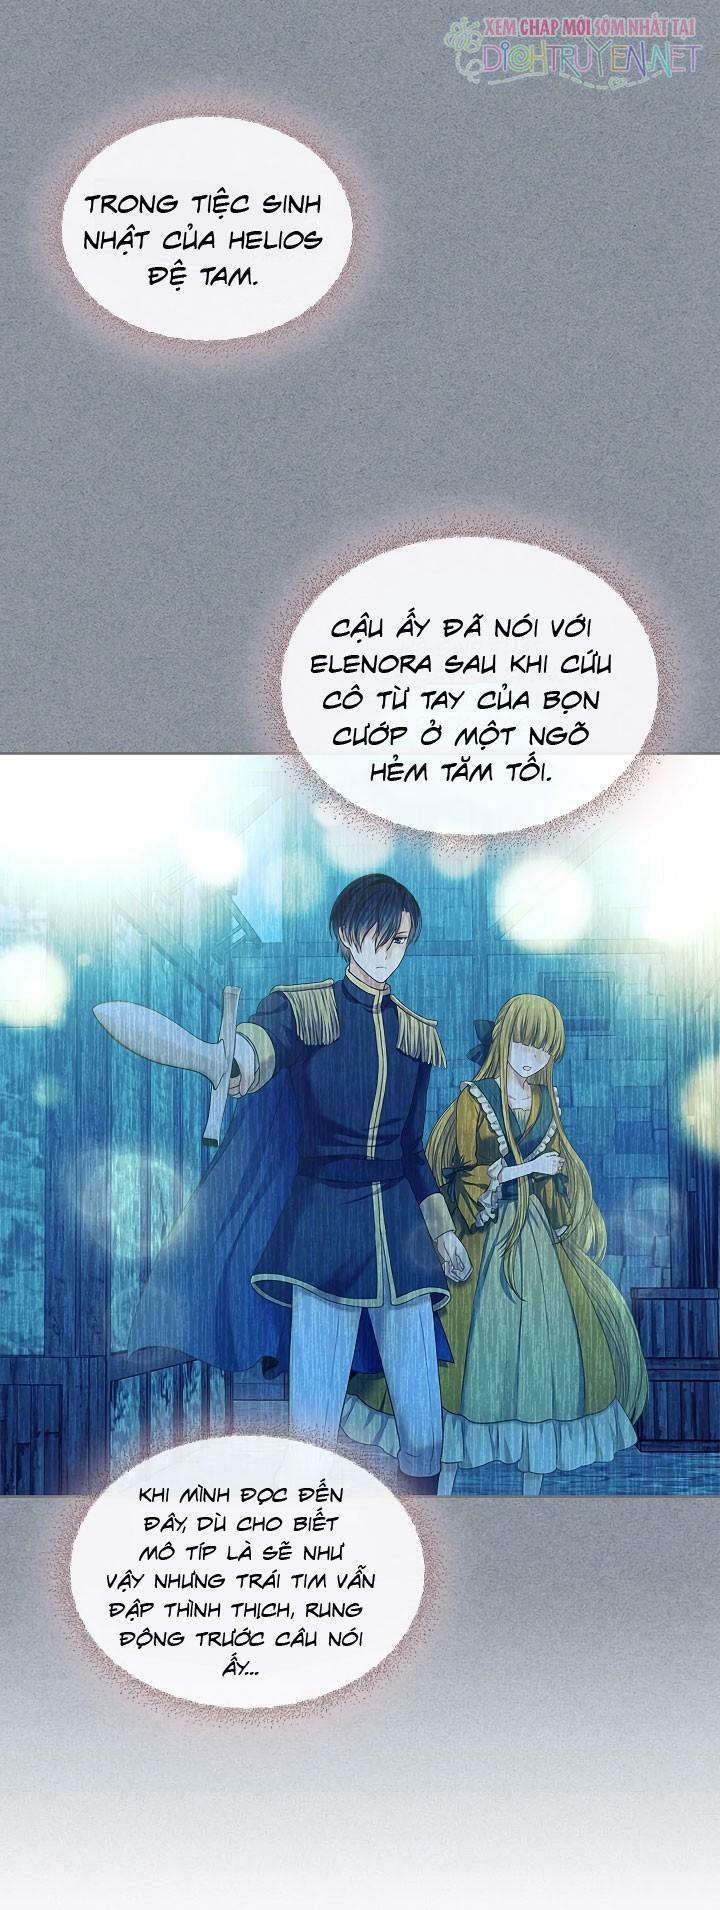 XEM CHAP MỚI SỚM NHẤT TẠI
DICHTRUYEN.NET
TRONG TIỆC SINH
NHẬT CỦA HELIOS
ĐỆ TAM.
CẬU ẤY ĐÃ NÓI VỚI
ELENORA SAU KHI CỨU
CÔ TỪ TAY CỦA BỌN
CƯỚP Ở MỘT NGÕ
HẺM TĂM TỐI.
KHI MÌNH ĐỌC ĐẾN
ĐÂY, DÙ CHO BIẾT
MÔ TÍP LÀ SẼ NHƯ
VẬY NHƯNG TRÁI TIM VẪN
ĐẬP THÌNH THỊCH, RUNG
ĐỘNG TRƯỚC CÂU NÓI
ẤY...